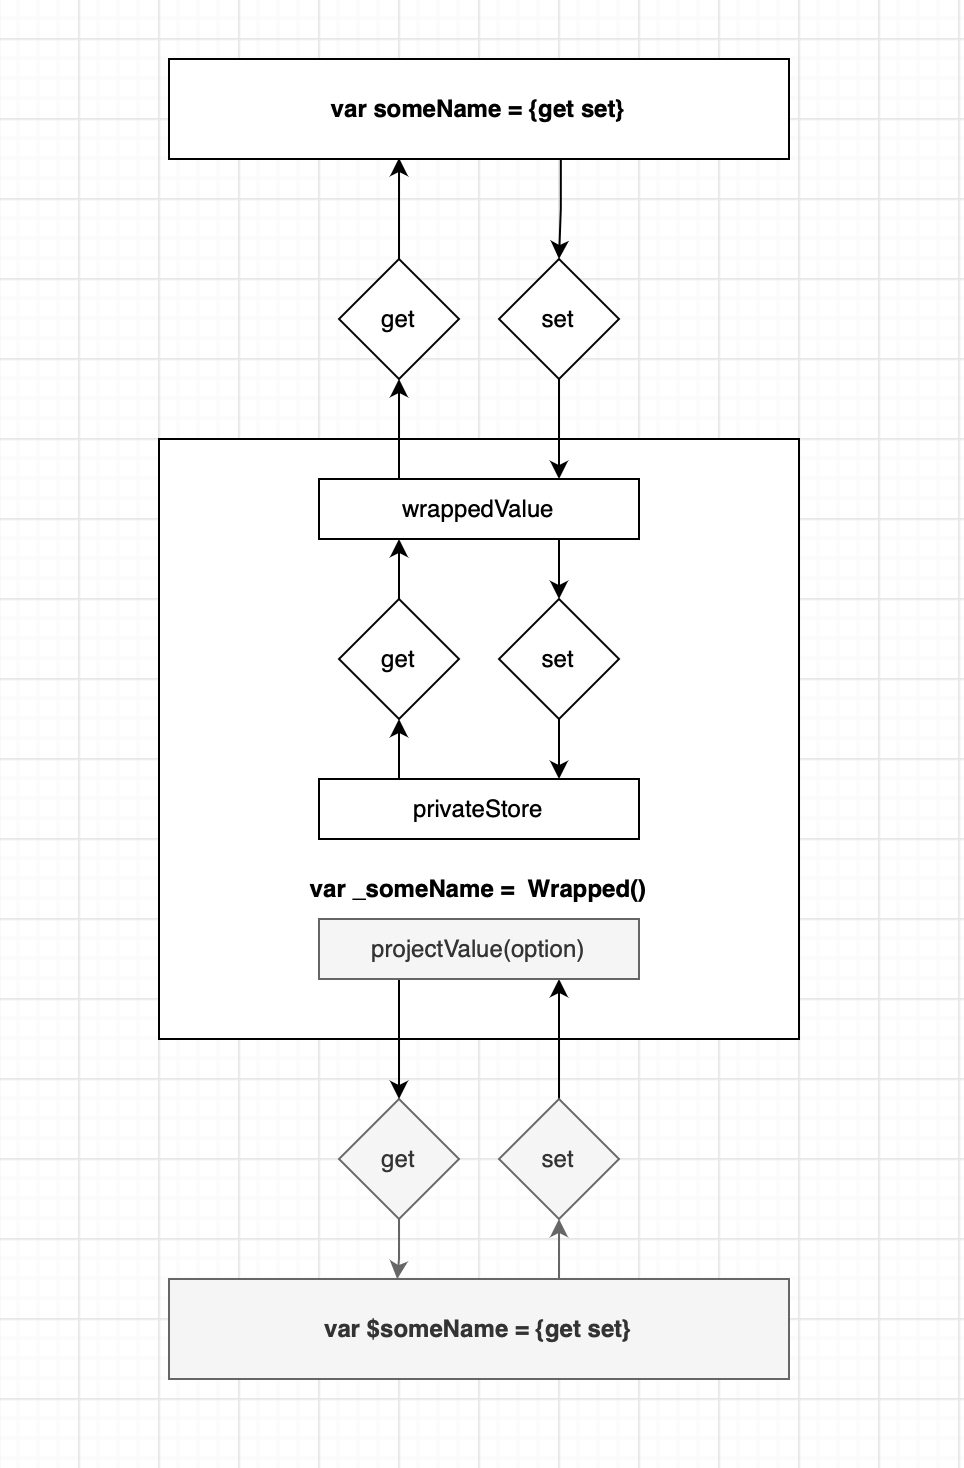 var someName = {get set}
get
set
wrappedValue
get
set
privateStore
var _someName =  Wrapped()
projectValue(option)
get
set
var $someName = {get set}